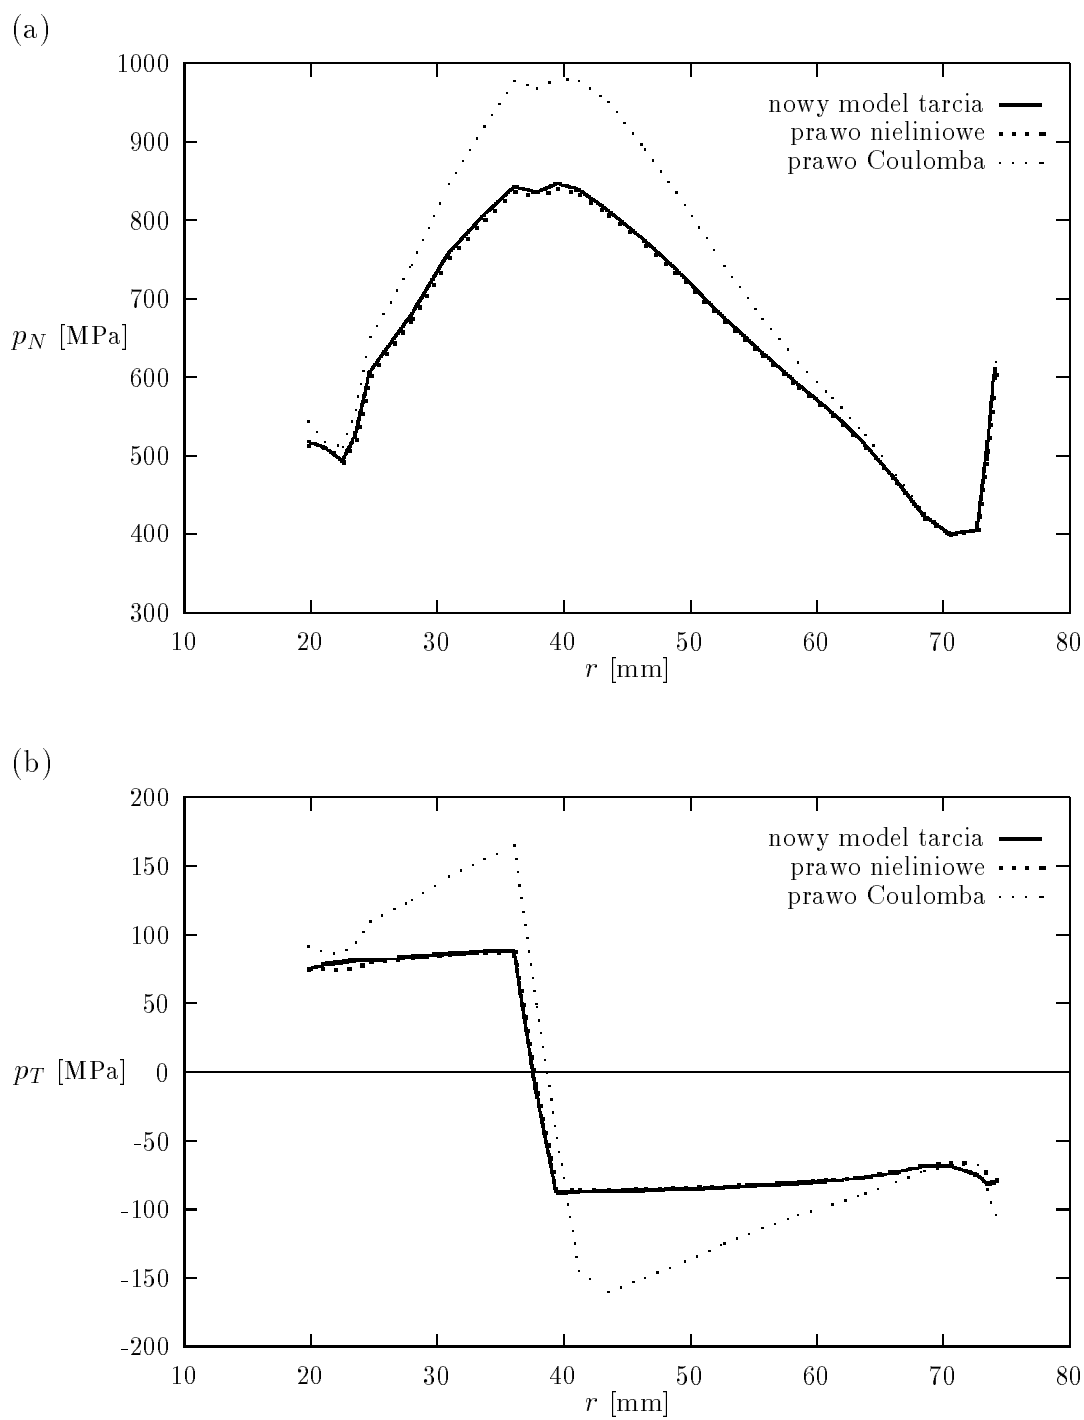 (a)
1000
nowy model tarcia
prawo nieliniowe
prawo Coulomba
900
800
700
p_N [MPa]
600
500
400
300
10 20 30 40 50 60 70 80
r [mm]
(b)
200
nowy model tarcia
prawo nieliniowe
prawo Coulomba
150
100
50
p_T [MPa] 0
-50
-100
-150
-200
10 20 30 40 50 60 70 80
r [mm]